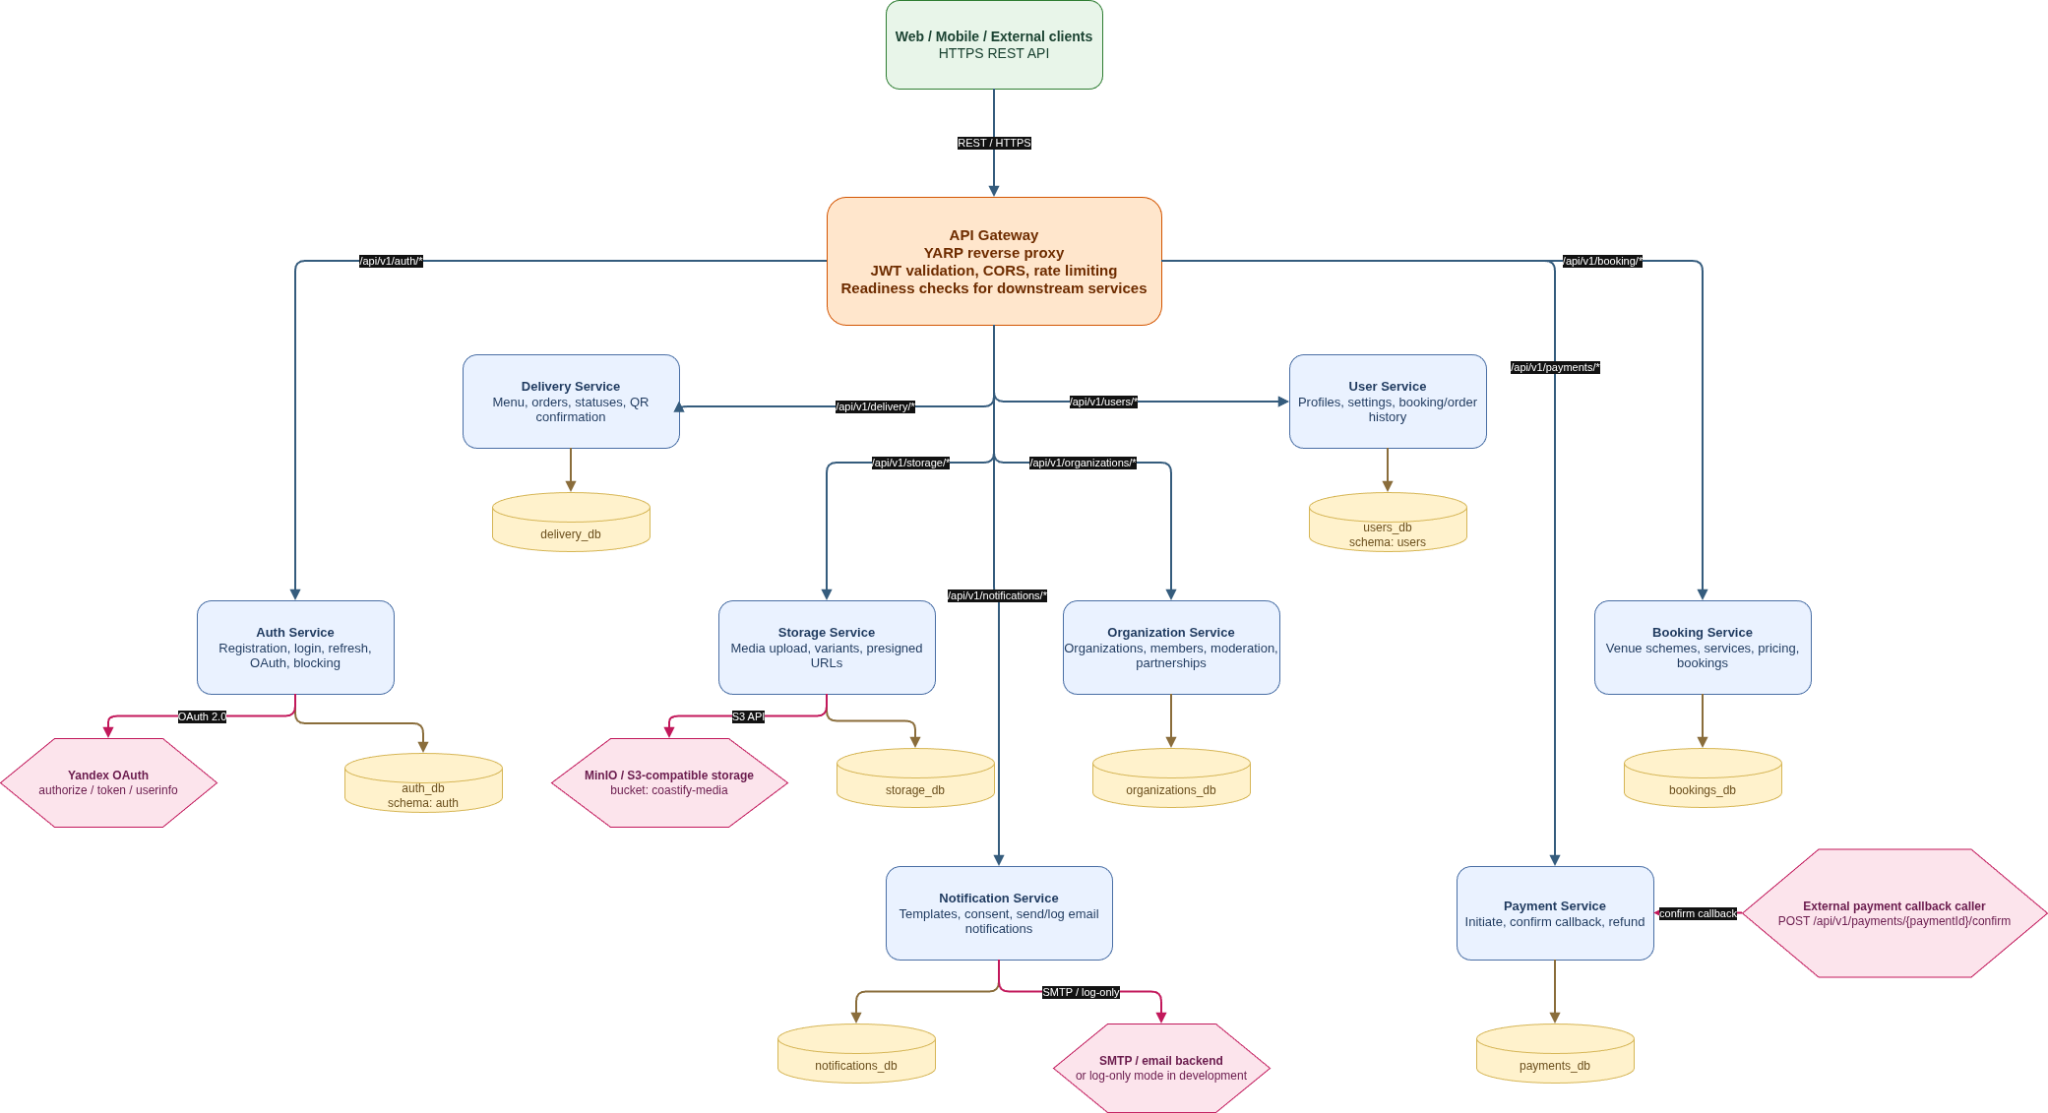 Web / Mobile / External clients
HTTPS REST API
REST / HTTPS
API Gateway
YARP reverse proxy
JWT validation, CORS, rate limiting
Readiness checks for downstream services
/api/v1/auth/*
/api/v1/booking/*
/api/v1/payments/*
Delivery Service
Menu, orders, statuses, QR
confirmation
/api/v1/delivery/*
/api/v1/users/*
User Service
Profiles, settings, booking/order
history
/api/v1/storage/*
/api/v1/organizations/*
delivery_db
users_db
schema: users
/api/v1/notifications/*
Auth Service
Registration, login, refresh,
OAuth, blocking
Storage Service
Media upload, variants, presigned
URLs
Organization Service
Organizations, members, moderation,
partnerships
Booking Service
Venue schemes, services, pricing,
bookings
OAuth 2.0
S3 API
Yandex OAuth
authorize / token / userinfo
auth_db
schema: auth
MinIO / S3-compatible storage
bucket: coastify-media
storage_db
organizations_db
bookings_db
Notification Service
Templates, consent, send/log email
notifications
Payment Service
Initiate, confirm callback, refund
confirm callback
External payment callback caller
POST /api/v1/payments/{paymentId}/confirm
SMTP / log-only
notifications_db
SMTP / email backend
or log-only mode in development
payments_db